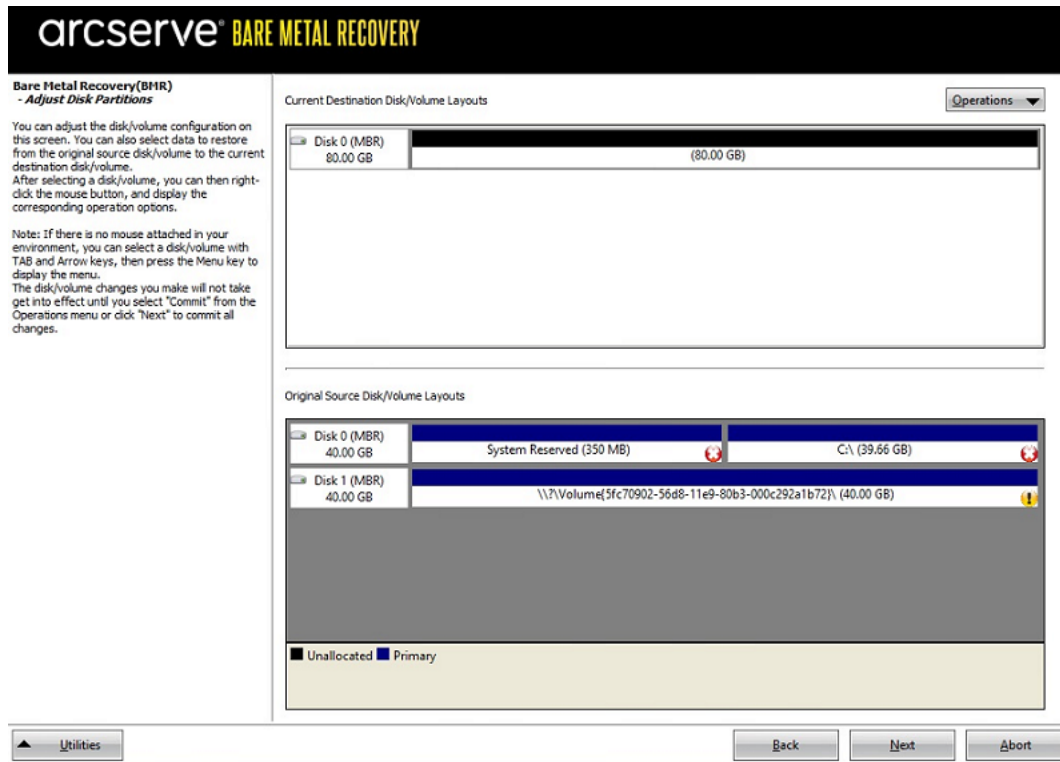 arcserve® BARE METAL RECOVERY
Bare Metal Recovery(BMR)
- Adjust Disk Partitions
You can adjust the disk/volume configuration on
this screen. You can also select data to restore
from the original source disk/volume to the current
destination disk/volume.
After selecting a disk/volume, you can then right-
click the mouse button, and display the
corresponding operation options.
Note: If there is no mouse attached in your
environment, you can select a disk/volume with
TAB and Arrow keys, then press the Menu key to
display the menu.
The disk/volume changes you make will not take
get into effect until you select "Commit" from the
Operations menu or click "Next" to commit all
changes.
Current Destination Disk/Volume Layouts
Operations
Disk 0 (MBR)
80.00 GB
(80.00 GB)
Original Source Disk/Volume Layouts
Disk 0 (MBR)
40.00 GB
System Reserved (350 MB)
C:\ (39.66 GB)
Disk 1 (MBR)
40.00 GB
\\?\Volume{5fc70902-56d8-11e9-80b3-000c292a1b72}\ (40.00 GB)
Unallocated Primary
Utilities
Back
Next
Abort